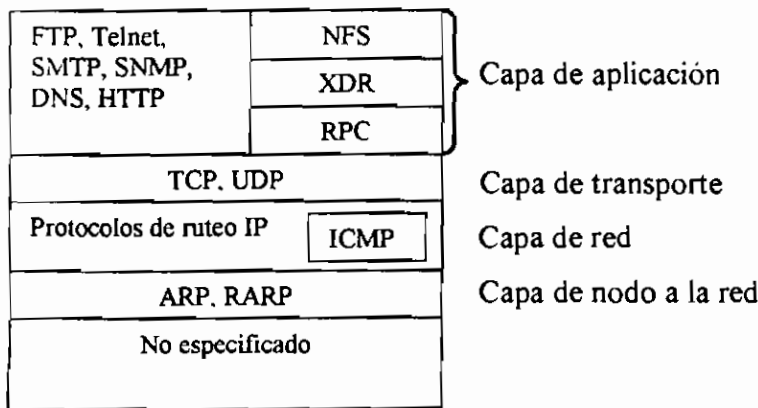 FTP, Telnet,
SMTP, SNMP,
DNS, HTTP
NFS
XDR
RPC
Capa de aplicación
TCP, UDP
Capa de transporte
Protocolos de ruteo IP
ICMP
Capa de red
ARP, RARP
Capa de nodo a la red
No especificado